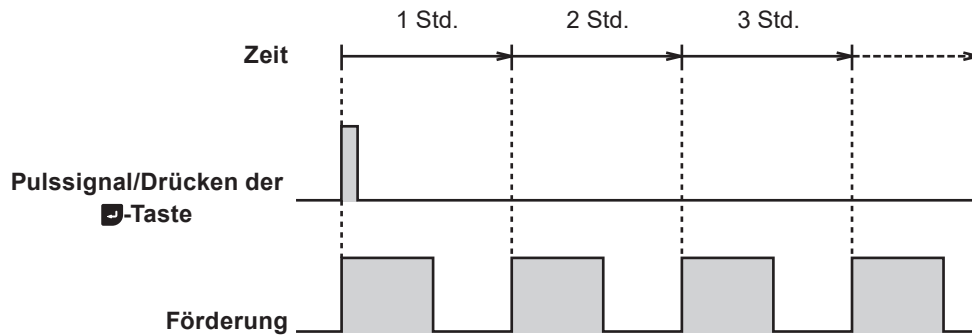 1 Std. 2 Std. 3 Std.
Zeit
Pulssignal/Drücken der
-Taste
Förderung